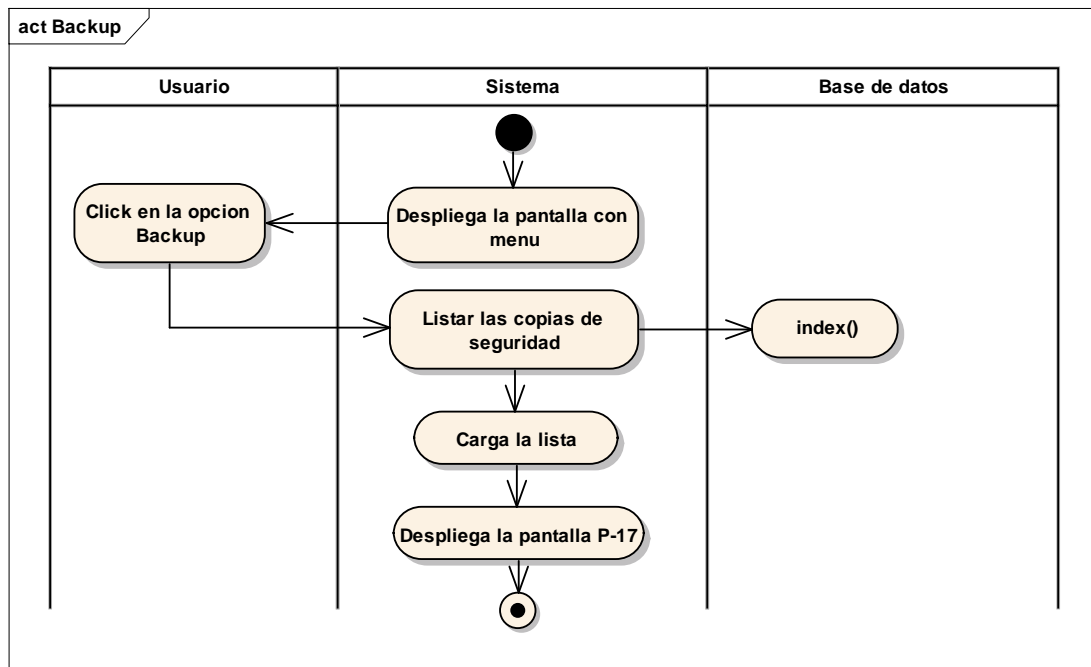 act Backup
Usuario
Sistema
Base de datos
Despliega la pantalla con
menu
Click en la opcion
Backup
Listar las copias de
seguridad
index()
Carga la lista
Despliega la pantalla P-17